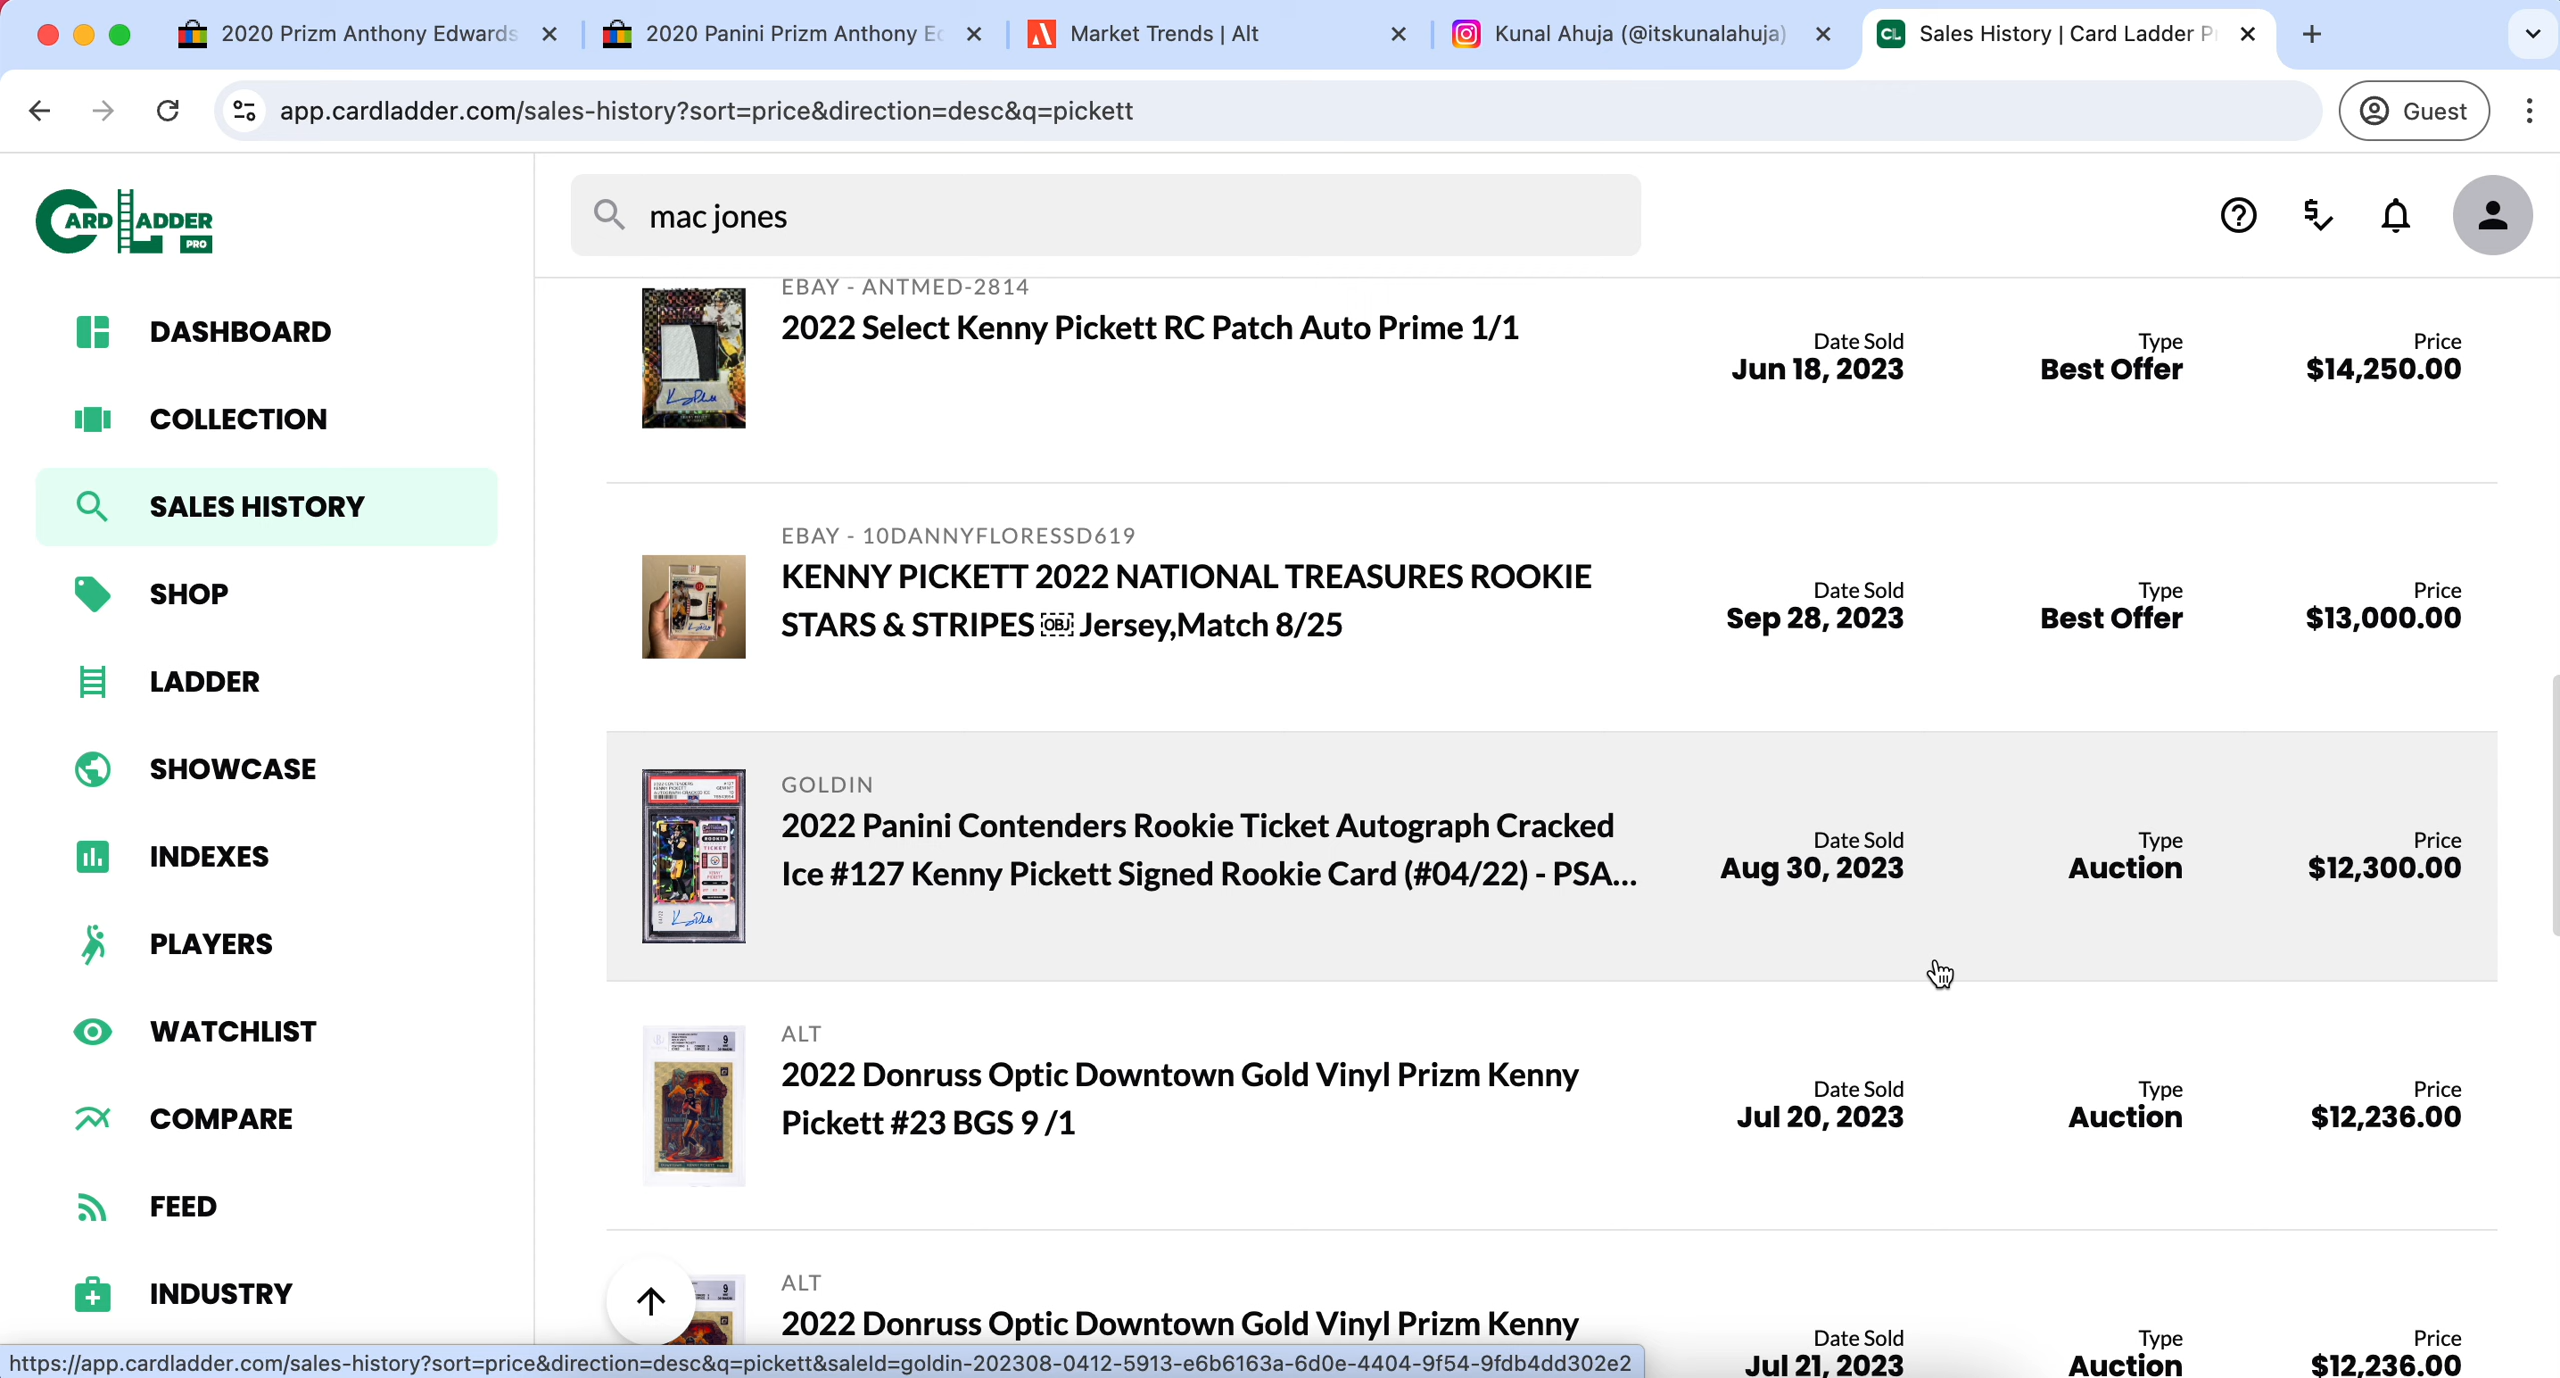 2020 Prizm Anthony Edwards
2020 Panini Prizm Anthony Ed
Market Trends | Alt
Kunal Ahuja (@itskunalahuja)
CL Sales History | Card Ladder P
app.cardladder.com/sales-history?sort=price&direction=desc&q=pickett
Guest
CARD LADDER
PRO
mac jones
DASHBOARD
COLLECTION
SALES HISTORY
SHOP
LADDER
SHOWCASE
INDEXES
PLAYERS
WATCHLIST
COMPARE
FEED
INDUSTRY
EBAY - ANTMED-2814
2022 Select Kenny Pickett RC Patch Auto Prime 1/1
Date Sold
Jun 18, 2023
Type
Best Offer
Price
$14,250.00
EBAY - 10DANNYFLORESSD619
KENNY PICKETT 2022 NATIONAL TREASURES ROOKIE
STARS & STRIPES OBJ Jersey,Match 8/25
Date Sold
Sep 28, 2023
Type
Best Offer
Price
$13,000.00
GOLDIN
2022 Panini Contenders Rookie Ticket Autograph Cracked
Ice #127 Kenny Pickett Signed Rookie Card (#04/22) - PSA...
Date Sold
Aug 30, 2023
Type
Auction
Price
$12,300.00
ALT
2022 Donruss Optic Downtown Gold Vinyl Prizm Kenny
Pickett #23 BGS 9 /1
Date Sold
Jul 20, 2023
Type
Auction
Price
$12,236.00
ALT
2022 Donruss Optic Downtown Gold Vinyl Prizm Kenny
Date Sold
Jul 21, 2023
Type
Auction
Price
$12,236.00
https://app.cardladder.com/sales-history?sort=price&direction=desc&q=pickett&saleId=goldin-202308-0412-5913-e6b6163a-6d0e-4404-9f54-9fdb4dd302e2